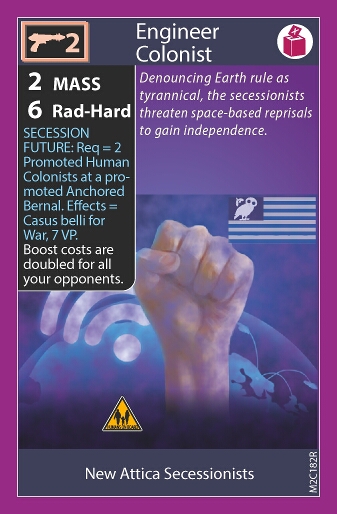 2
Engineer
Colonist
2 MASS
6 Rad-Hard
SECESSION
FUTURE: Req = 2
Promoted Human
Colonists at a pro-
moted Anchored
Bernal. Effects =
Casus belli for
War, 7 VP.
Boost costs are
doubled for all
your opponents.
Denouncing Earth rule as
tyrannical, the secessionists
threaten space-based reprisals
to gain independence.
New Attica Secessionists
M2C182R